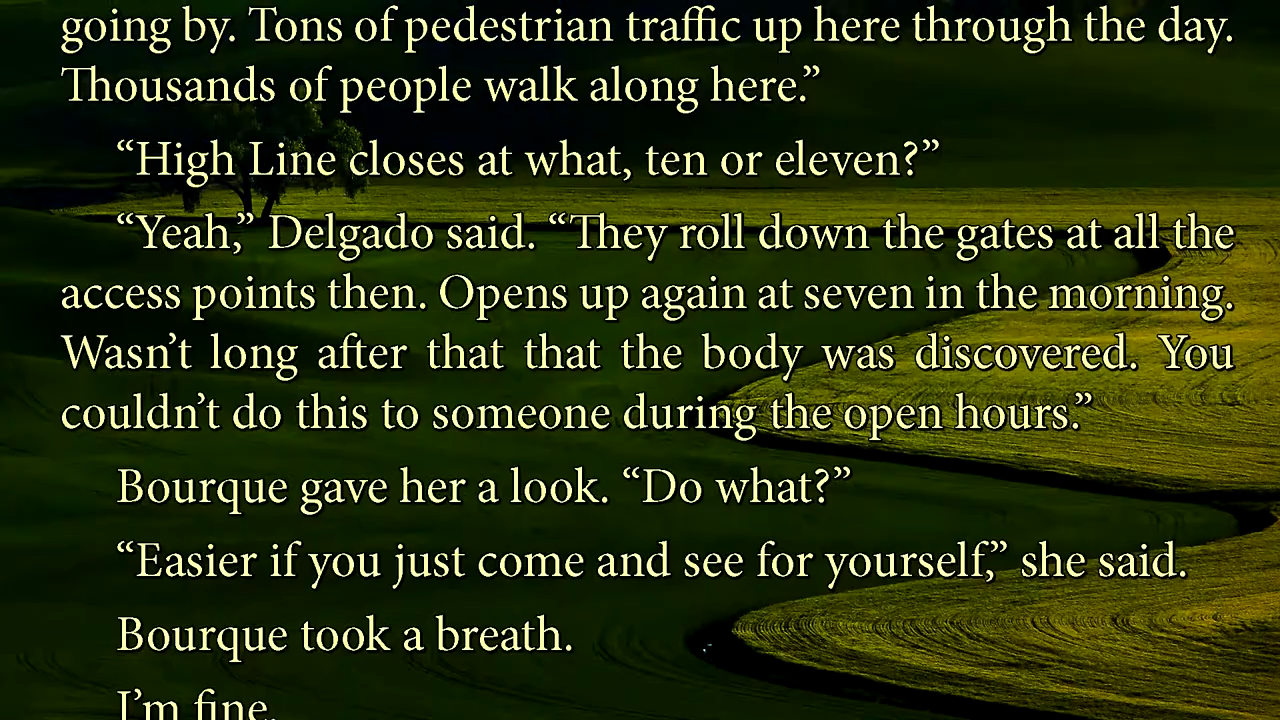 going by. Tons of pedestrian traffic up here through the day.
Thousands of people walk along here.”
“High Line closes at what, ten or eleven?”
“Yeah,” Delgado said. “They roll down the gates at all the
access points then. Opens up again at seven in the morning.
Wasn’t long after that that the body was discovered. You
couldn’t do this to someone during the open hours.”
Bourque gave her a look. “Do what?”
“Easier if you just come and see for yourself,” she said.
Bourque took a breath.
I’m fine.